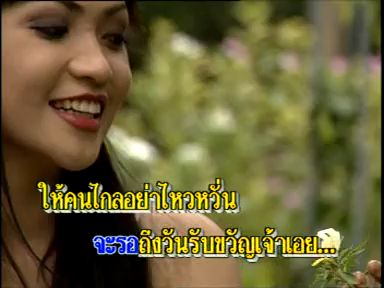 ให้คนไกลอย่าไหวหวั่น
จะรอถึงวันรับขวัญเจ้าเอย...